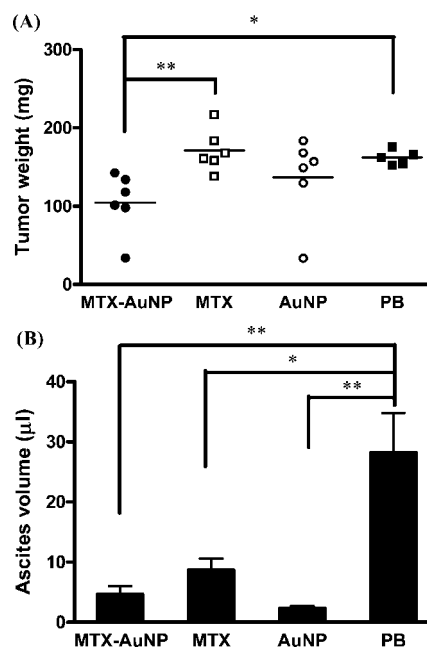 (A)
*
**
300
200
100
0
Tumor weight (mg)
MTX-AuNP MTX AuNP PB
(B)
**
*
**
40
30
20
10
0
Ascites volume (µl)
MTX-AuNP MTX AuNP PB